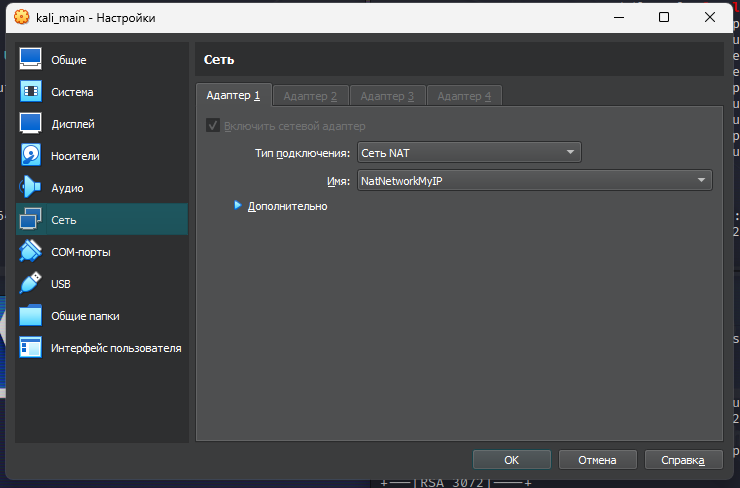 kali_main - Настройки
Общие
Система
Дисплей
Носители
Аудио
Сеть
COM-порты
USB
Общие папки
Интерфейс пользователя
Сеть
Адаптер 1
Адаптер 2
Адаптер 3
Адаптер 4
Включить сетевой адаптер
Тип подключения: Сеть NAT
Имя: NatNetworkMyIP
Дополнительно
OK
Отмена
Справка
+---[RSA 3072]----+